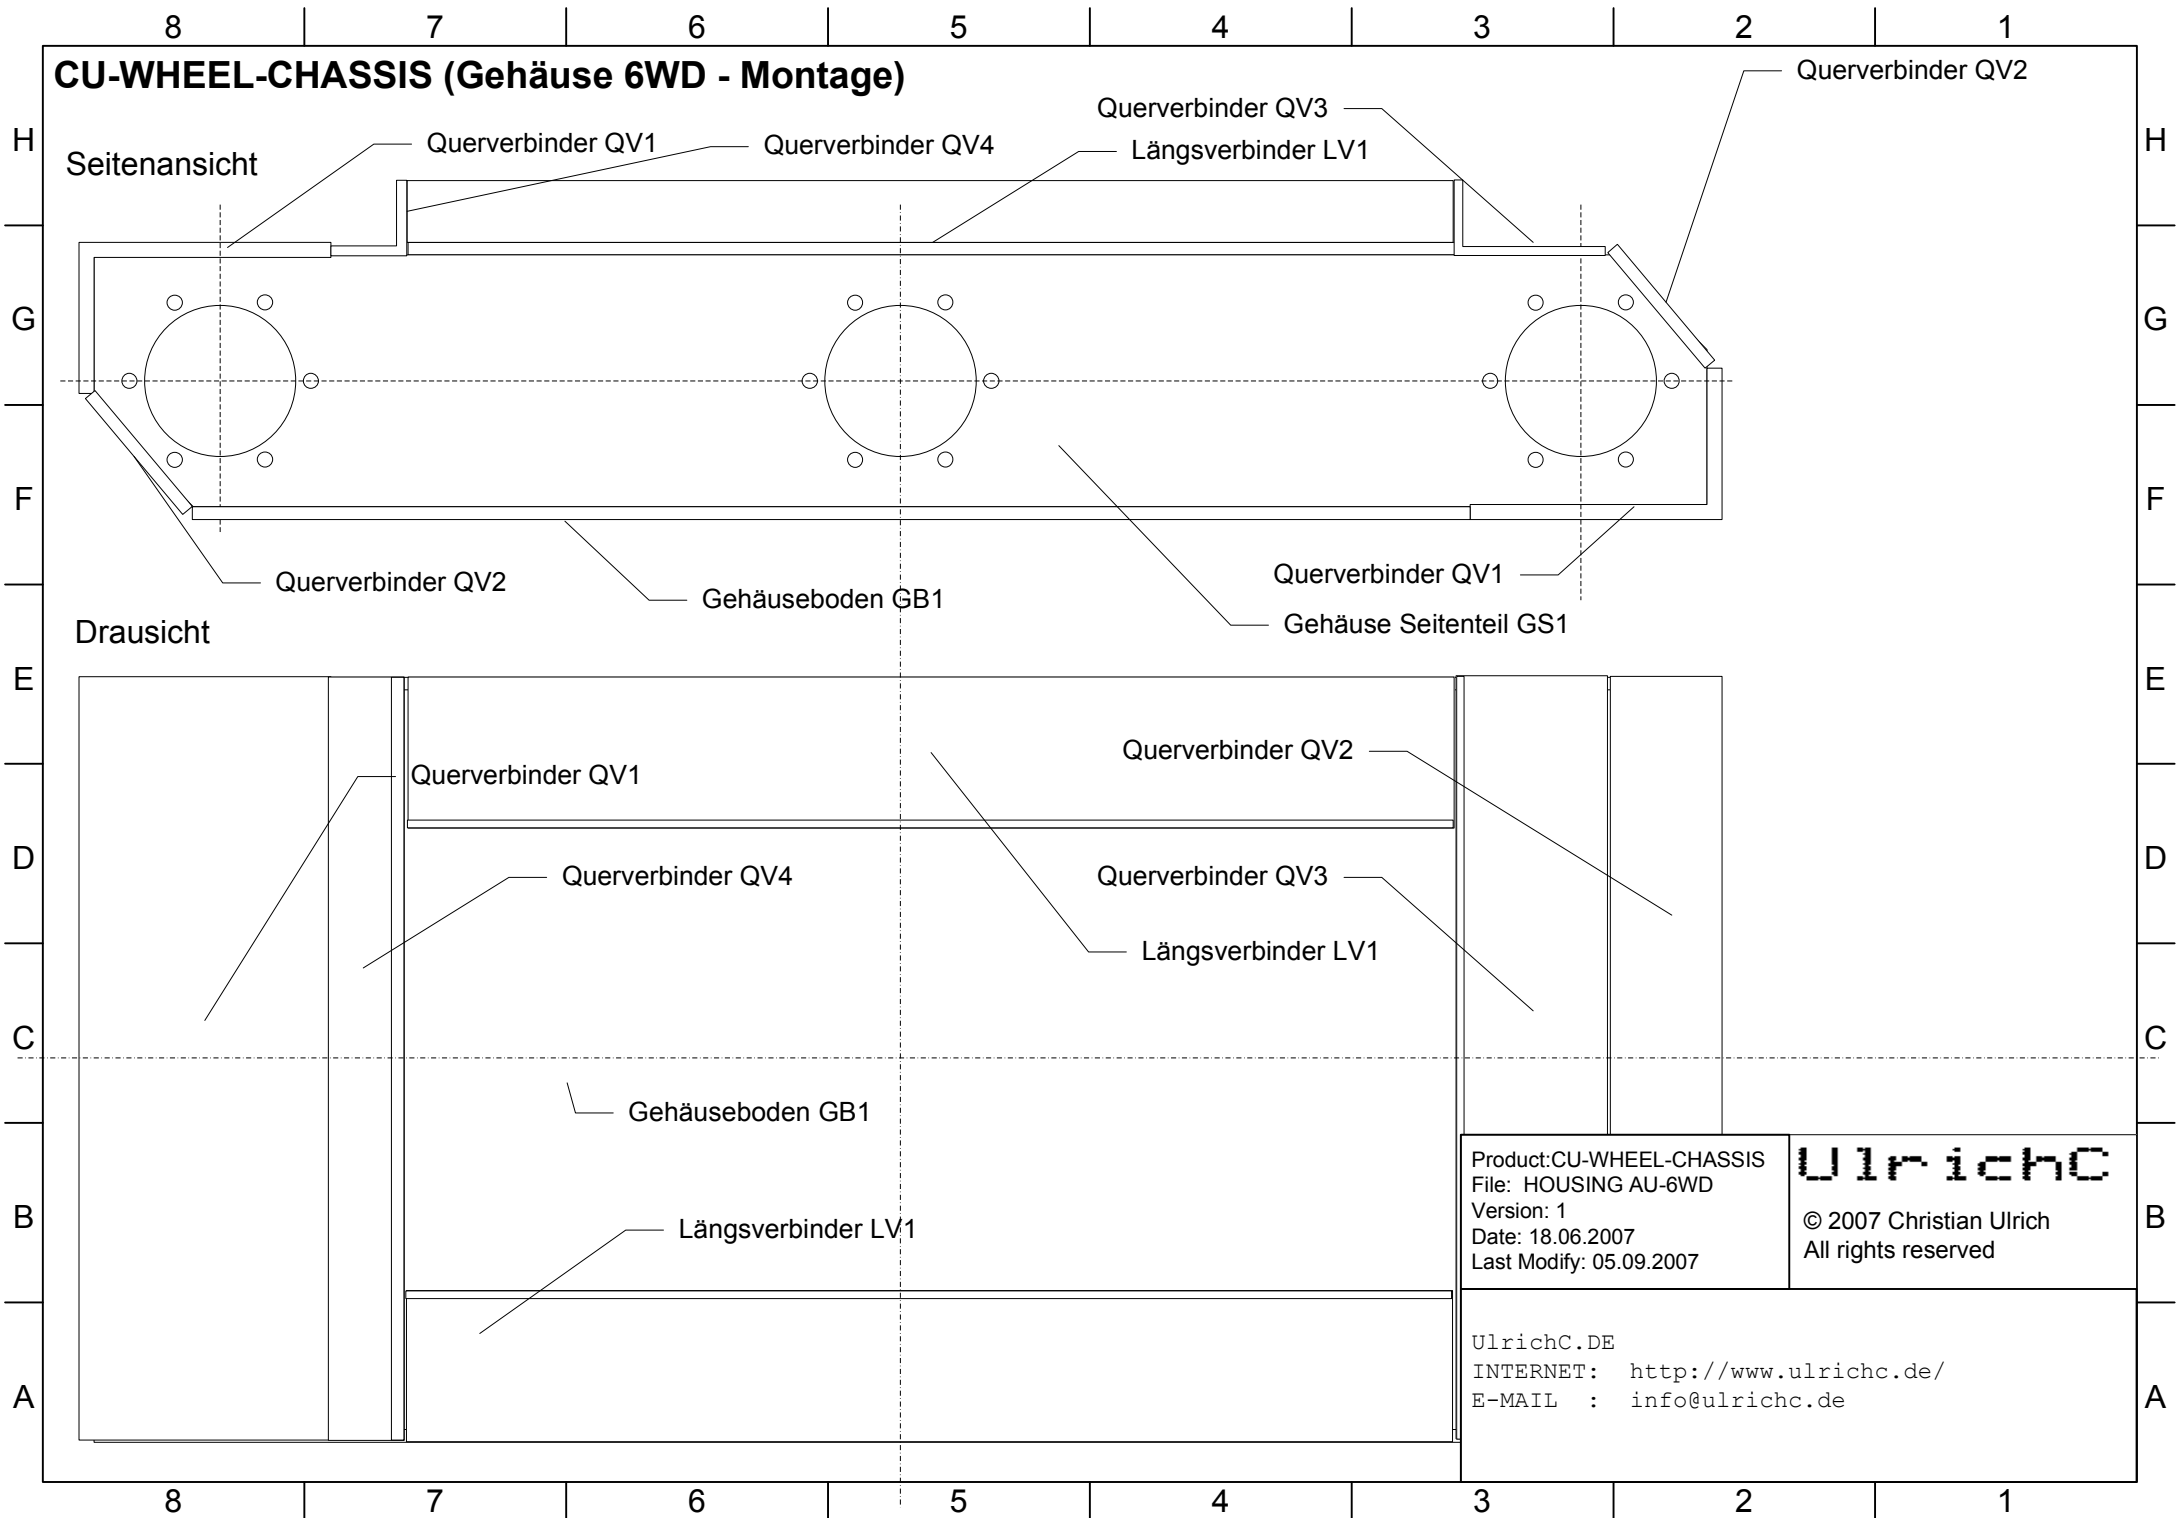 8 7 6 5 4 3 2 1
CU-WHEEL-CHASSIS (Gehäuse 6WD - Montage)
Querverbinder QV2
Querverbinder QV3
H
Querverbinder QV1
Querverbinder QV4
Längsverbinder LV1
H
Seitenansicht
G
G
F
F
Querverbinder QV2
Gehäuseboden GB1
Querverbinder QV1
Gehäuse Seitenteil GS1
Drausicht
E
E
Querverbinder QV1
Querverbinder QV2
D
Querverbinder QV4
Querverbinder QV3
D
Längsverbinder LV1
C
C
Gehäuseboden GB1
Product:CU-WHEEL-CHASSIS
File: HOUSING AU-6WD
Version: 1
Date: 18.06.2007
Last Modify: 05.09.2007
UlrichC
© 2007 Christian Ulrich
All rights reserved
B
B
Längsverbinder LV1
UlrichC.DE
INTERNET: http://www.ulrichc.de/
E-MAIL : info@ulrichc.de
A
A
8 7 6 5 4 3 2 1